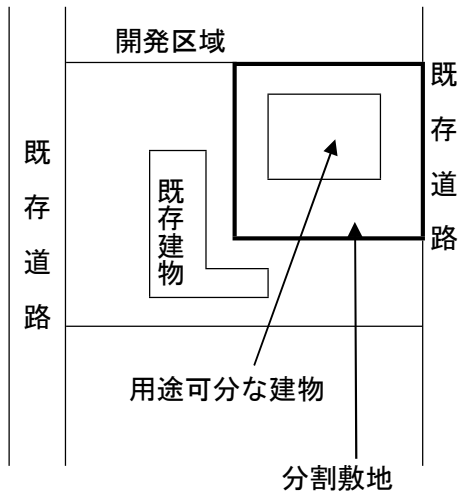 開発区域
既存道路
既存道路
既存建物
用途可分な建物
分割敷地